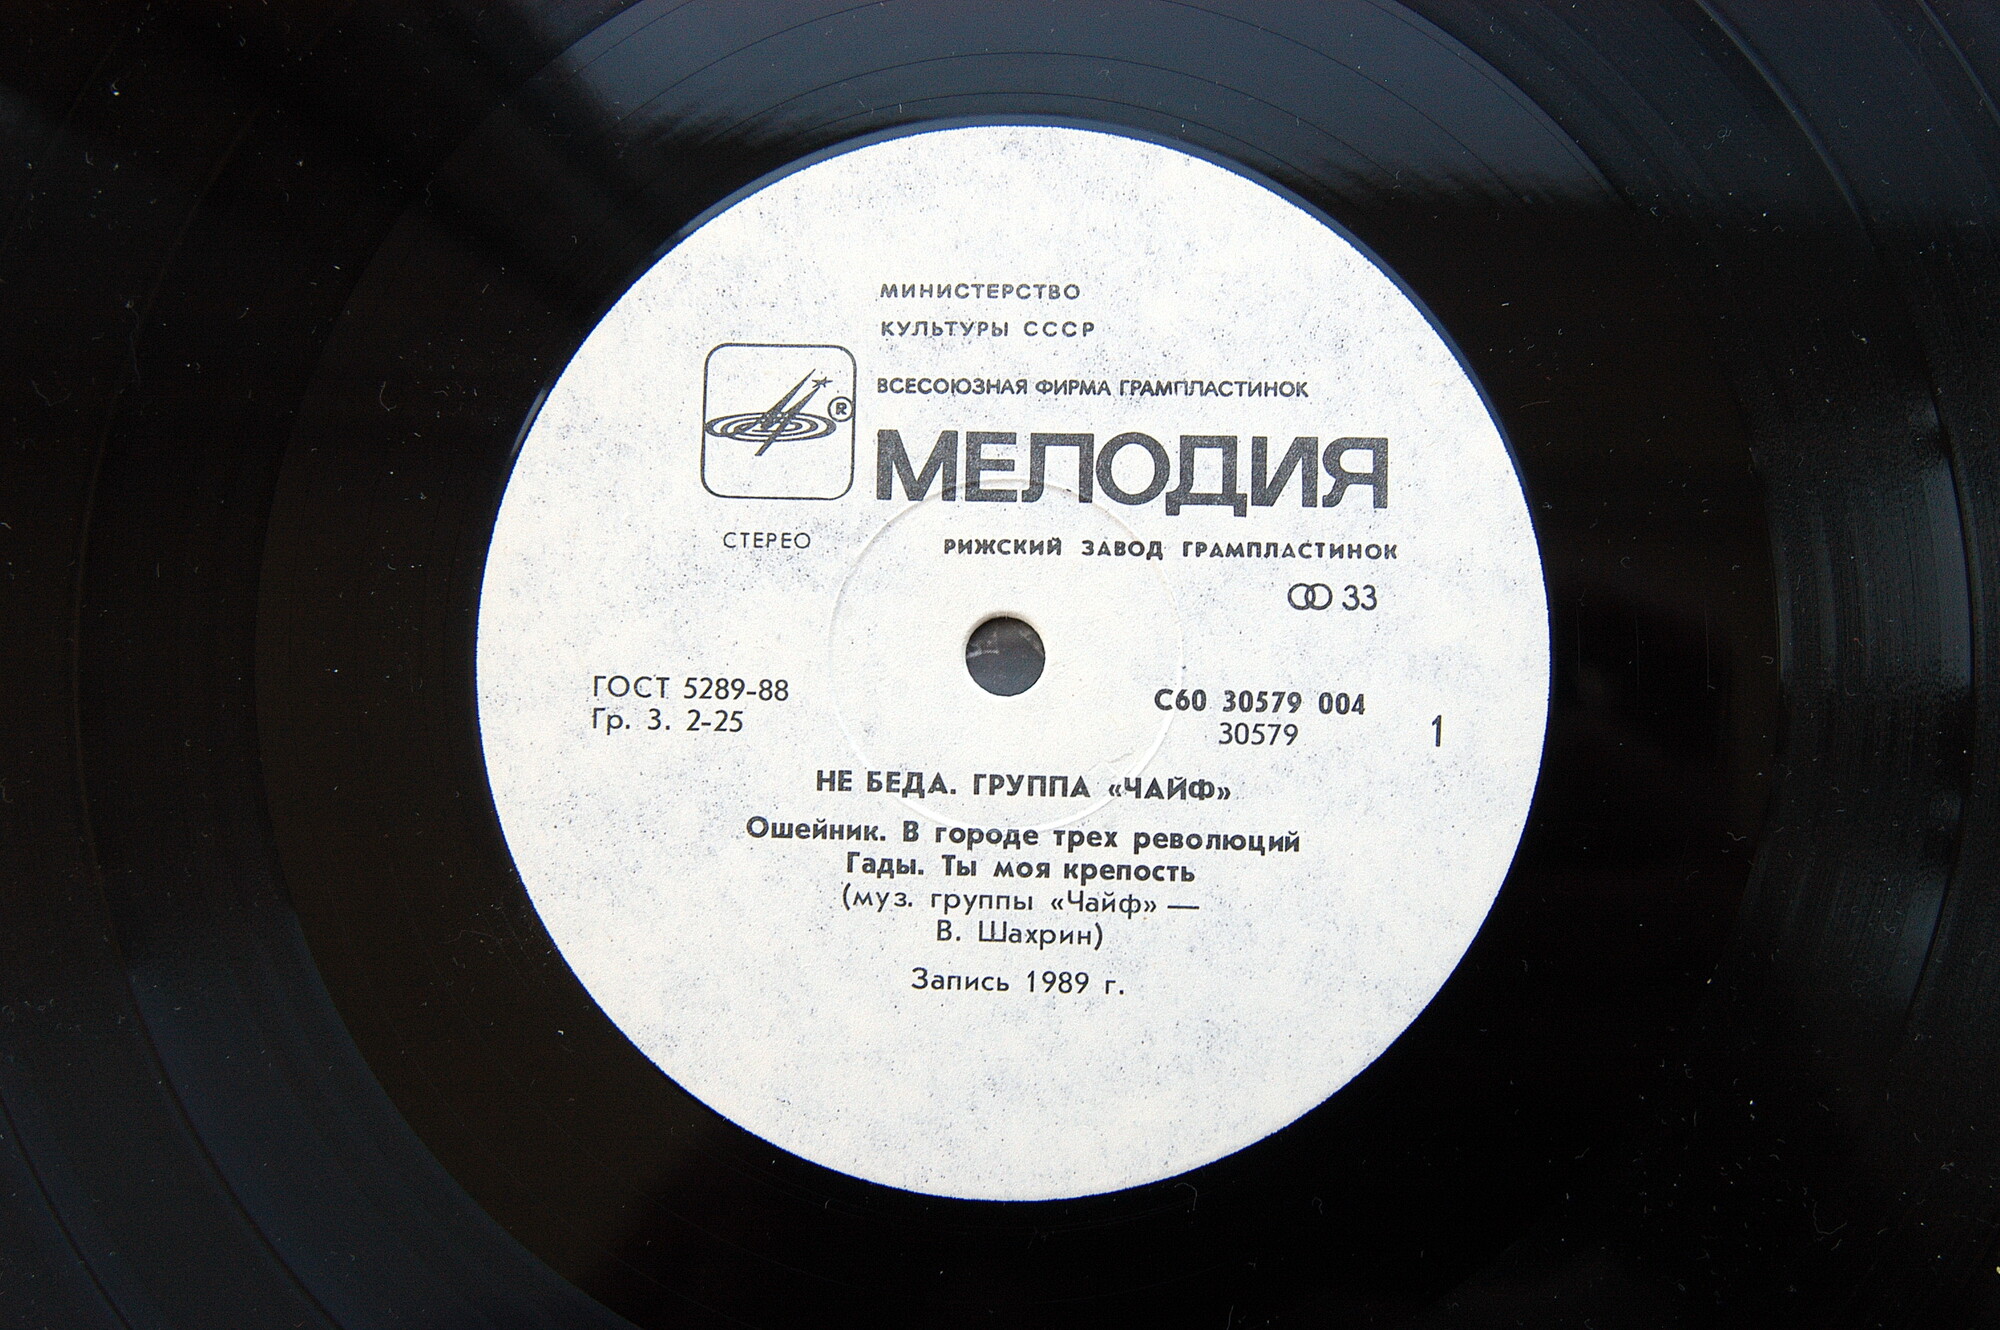 МИНИСТЕРСТВО
КУЛЬТУРЫ СССР
ВСЕСОЮЗНАЯ ФИРМА ГРАМПЛАСТИНОК
®
МЕЛОДИЯ
СТЕРЕО
РИЖСКИЙ ЗАВОД ГРАМПЛАСТИНОК
33
ГОСТ 5289-88
Гр. 3. 2-25
С60 30579 004
30579
1
НЕ БЕДА. ГРУППА «ЧАЙФ»
Ошейник. В городе трех революций
Гады. Ты моя крепость
(муз. группы «Чайф» —
В. Шахрин)
Запись 1989 г.